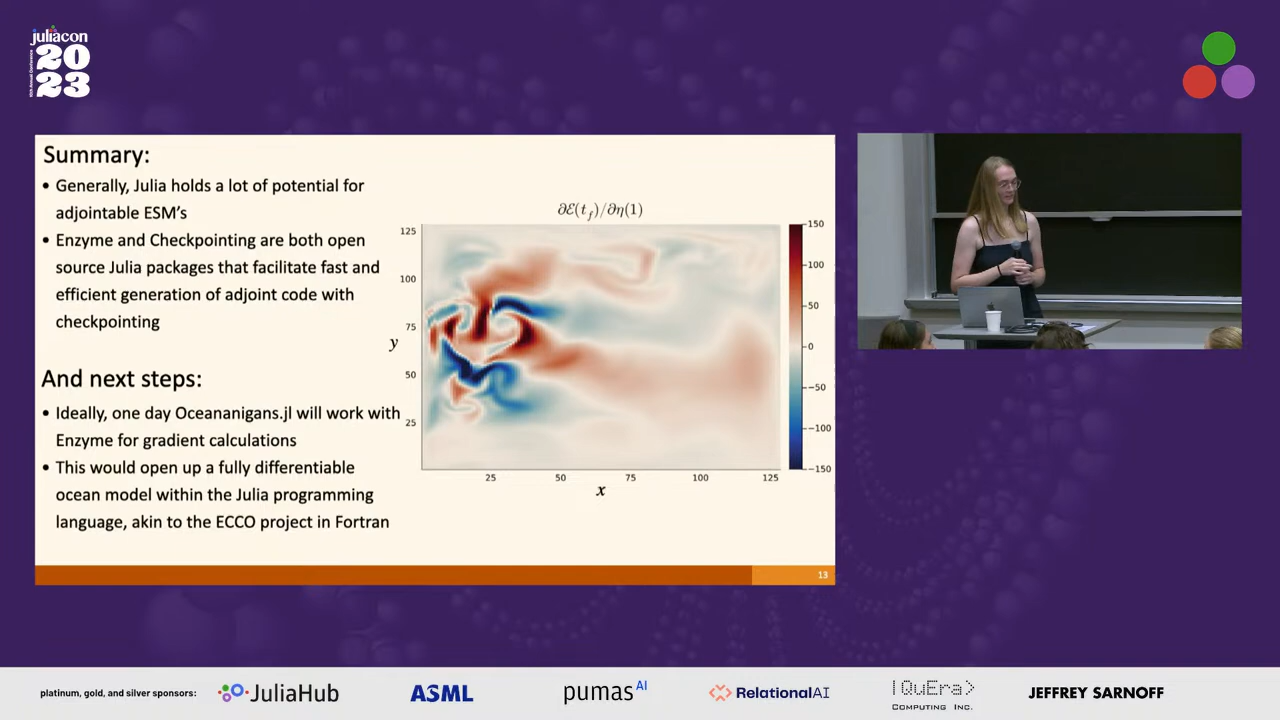 juliacon
20
23
Summary:
• Generally, Julia holds a lot of potential for
adjointable ESM's
• Enzyme and Checkpointing are both open
source Julia packages that facilitate fast and
efficient generation of adjoint code with
checkpointing
And next steps:
• Ideally, one day Oceananigans.jl will work with
Enzyme for gradient calculations
• This would open up a fully differentiable
ocean model within the Julia programming
language, akin to the ECCO project in Fortran
∂ℰ(t_f)/∂η(1)
125
100
75
50
25
y
25 50 75 100 125
x
150
100
50
0
−50
−100
−150
13
platinum, gold, and silver sponsors:
JuliaHub
ASML
pumasAI
RelationalAI
|QuEra>
COMPUTING INC.
JEFFREY SARNOFF